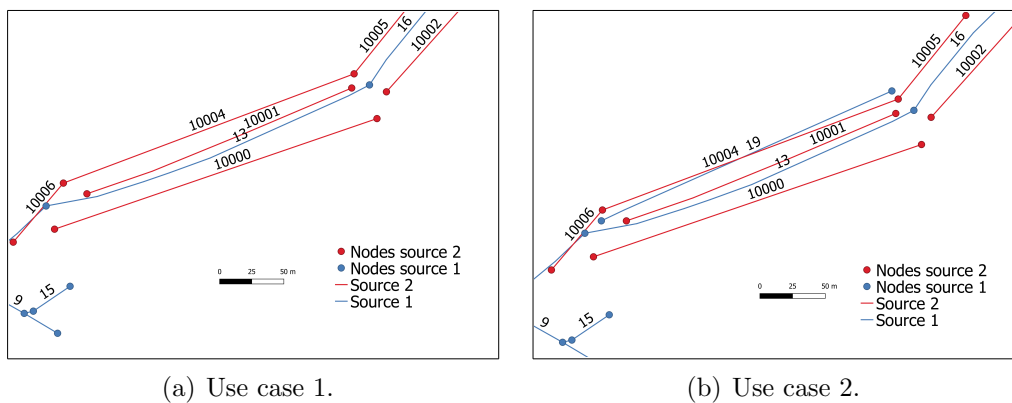 10005
16
10002
10004
10001
13
10000
10006
9
15
0 25 50 m
Nodes source 2
Nodes source 1
Source 2
Source 1
(a) Use case 1.
10005
16
10002
10004
19
10001
13
10000
10006
9
15
0 25 50 m
Nodes source 2
Nodes source 1
Source 2
Source 1
(b) Use case 2.